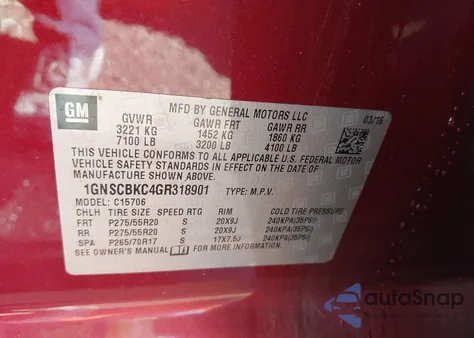 GM
MFD BY GENERAL MOTORS LLC
03/16
GVWR GAWR FRT GAWR RR
3221 KG 1452 KG 1860 KG
7100 LB 3200 LB 4100 LB
THIS VEHICLE CONFORMS TO ALL APPLICABLE U.S. FEDERAL MOTOR
VEHICLE SAFETY STANDARDS IN EFFECT ON THE DATE OF
MANUFACTURE SHOWN ABOVE.
1GNSCBKC4GR318901 TYPE: M.P.V.
MODEL: C15706
CHLH TIRE SIZE SPEED RTG RIM COLD TIRE PRESSURE
FRT P275/55R20 S 20X9J 240KPA(35PSI)
RR P275/55R20 S 20X9J 240KPA(35PSI)
SPA P265/70R17 S 17X7.5J 240KPA(35PSI)
SEE OWNER'S MANUAL FOR MORE INFORMATION
autoSnap